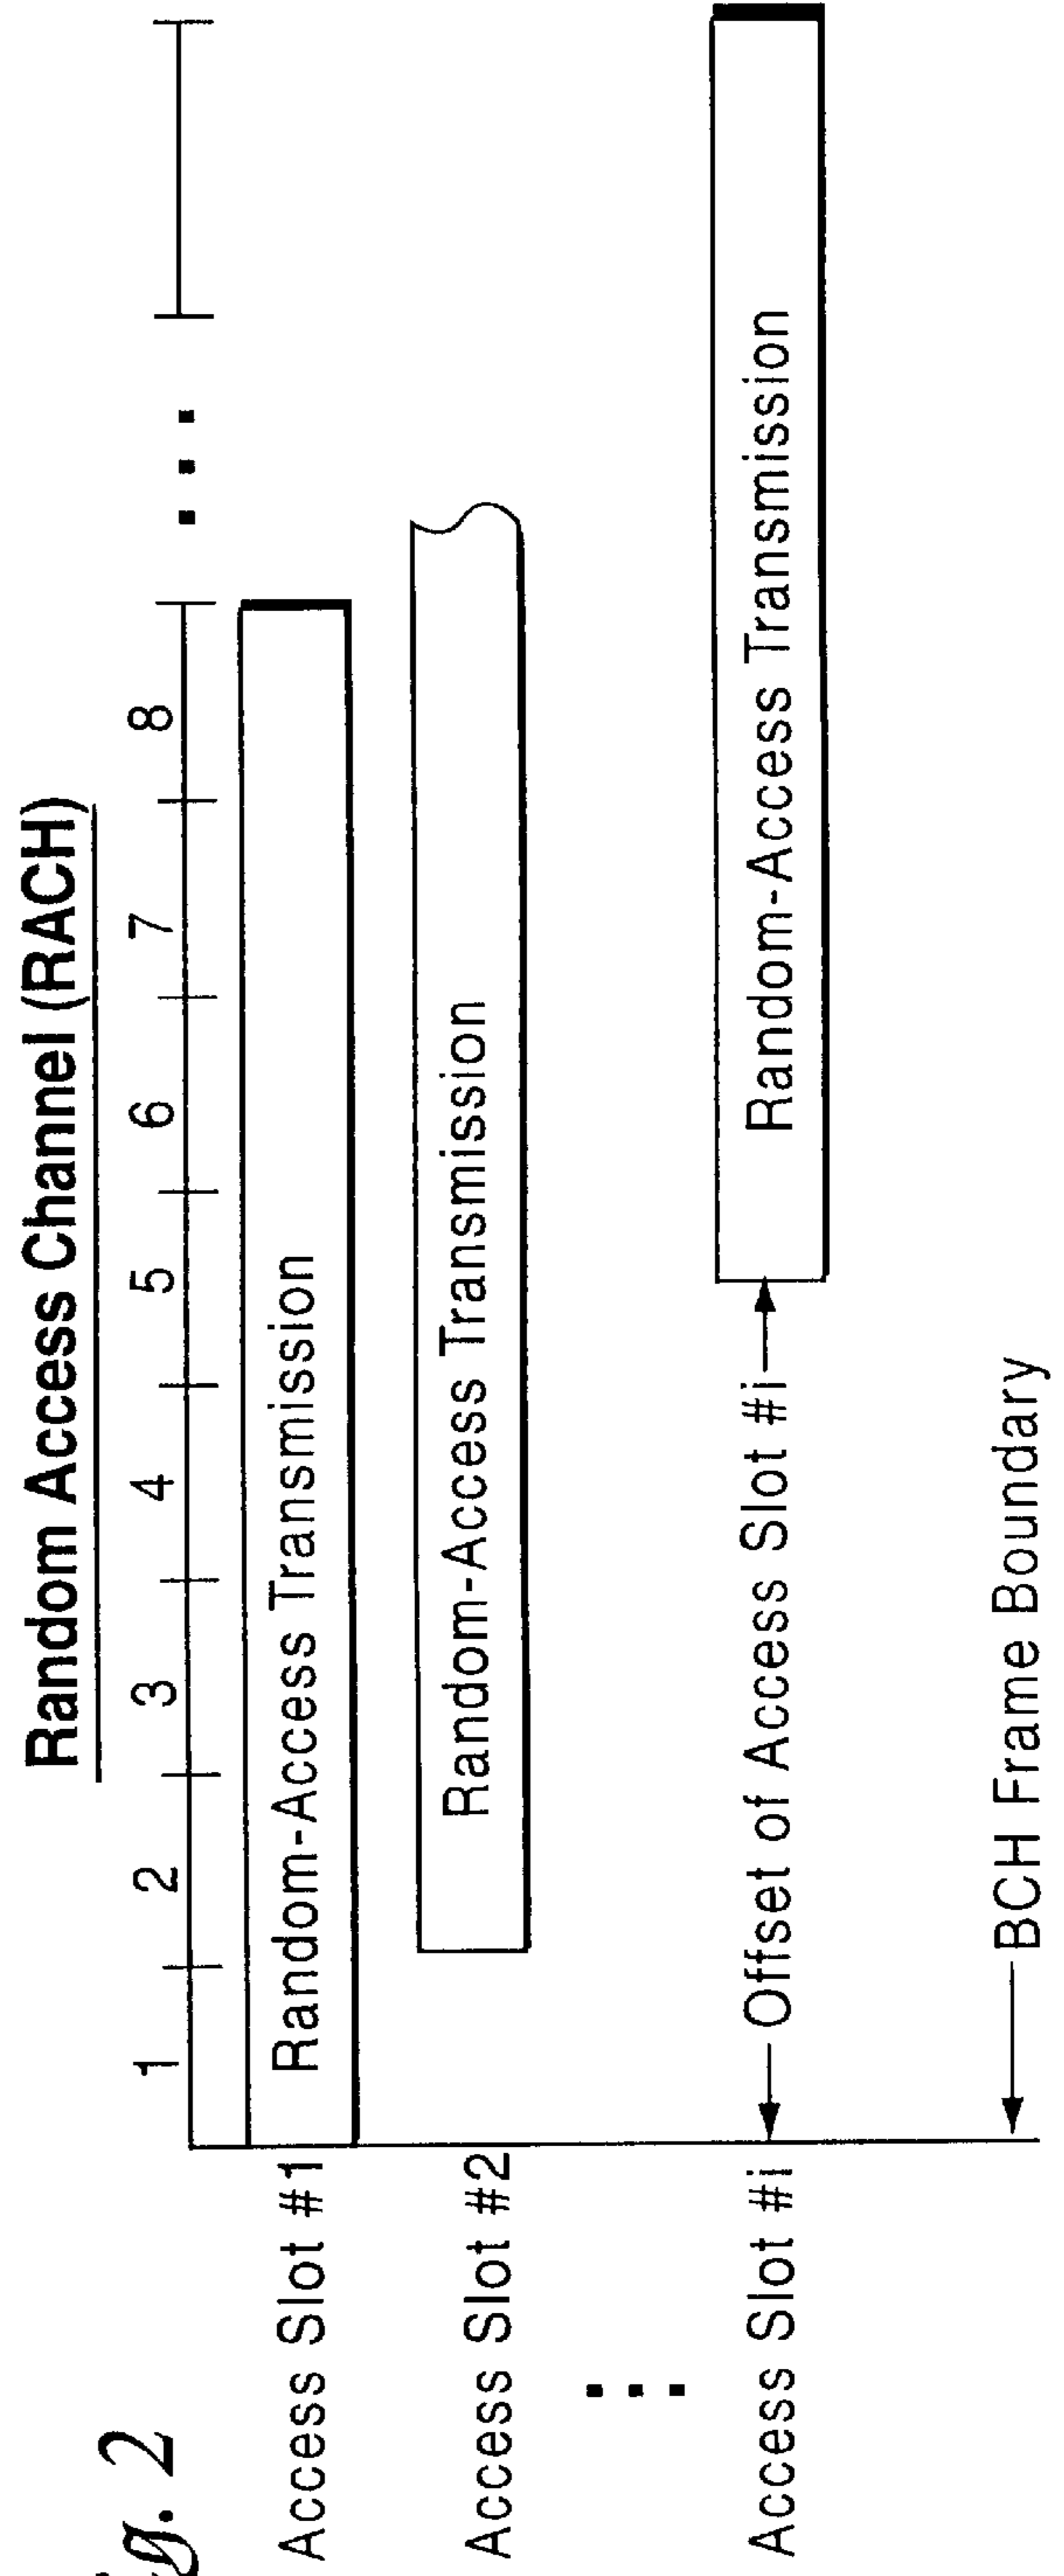 Random Access Channel (RACH)
1 2 3 4 5 6 7 8
Access Slot #1 Random-Access Transmission
Access Slot #2 Random-Access Transmission
Access Slot #i Offset of Access Slot #i Random-Access Transmission
BCH Frame Boundary
2